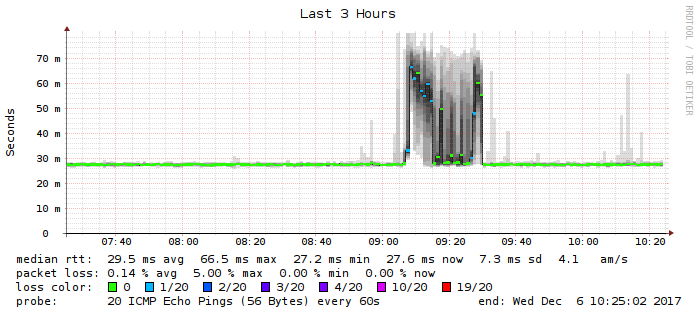 Last 3 Hours
RRDTOOL / TOBI OETIKER
Seconds
70 m
60 m
50 m
40 m
30 m
20 m
10 m
0
07:40 08:00 08:20 08:40 09:00 09:20 09:40 10:00 10:20
median rtt: 29.5 ms avg 66.5 ms max 27.2 ms min 27.6 ms now 7.3 ms sd 4.1 am/s
packet loss: 0.14 % avg 5.00 % max 0.00 % min 0.00 % now
loss color: 0 1/20 2/20 3/20 4/20 10/20 19/20
probe: 20 ICMP Echo Pings (56 Bytes) every 60s end: Wed Dec 6 10:25:02 2017